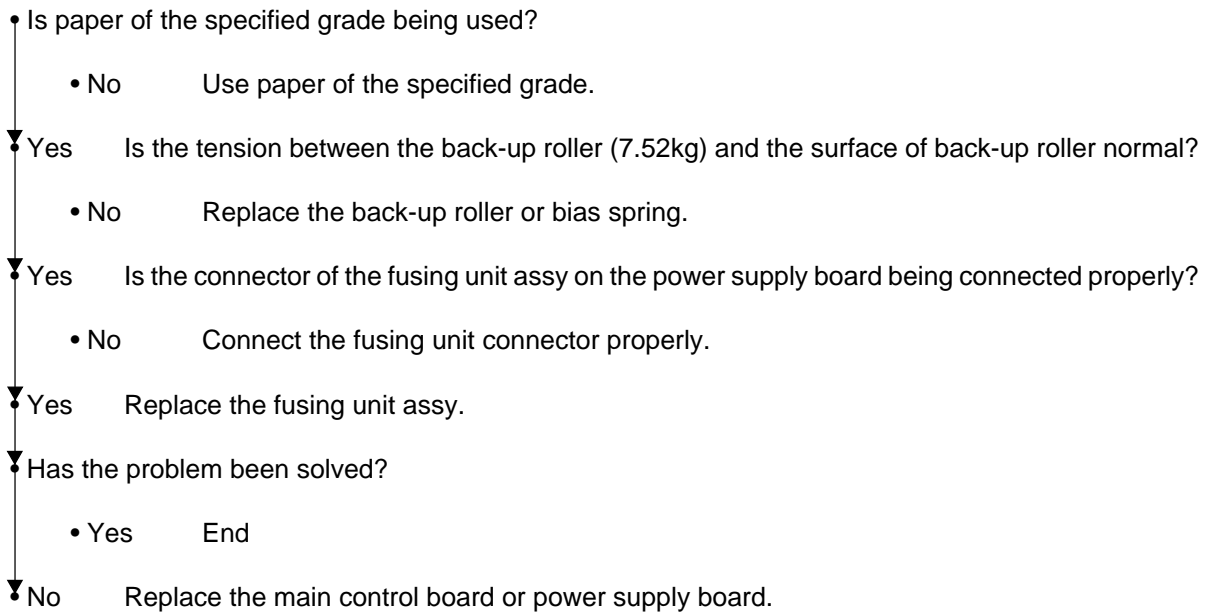 • Is paper of the specified grade being used?
• No Use paper of the specified grade.
• Yes Is the tension between the back-up roller (7.52kg) and the surface of back-up roller normal?
• No Replace the back-up roller or bias spring.
• Yes Is the connector of the fusing unit assy on the power supply board being connected properly?
• No Connect the fusing unit connector properly.
• Yes Replace the fusing unit assy.
• Has the problem been solved?
• Yes End
• No Replace the main control board or power supply board.